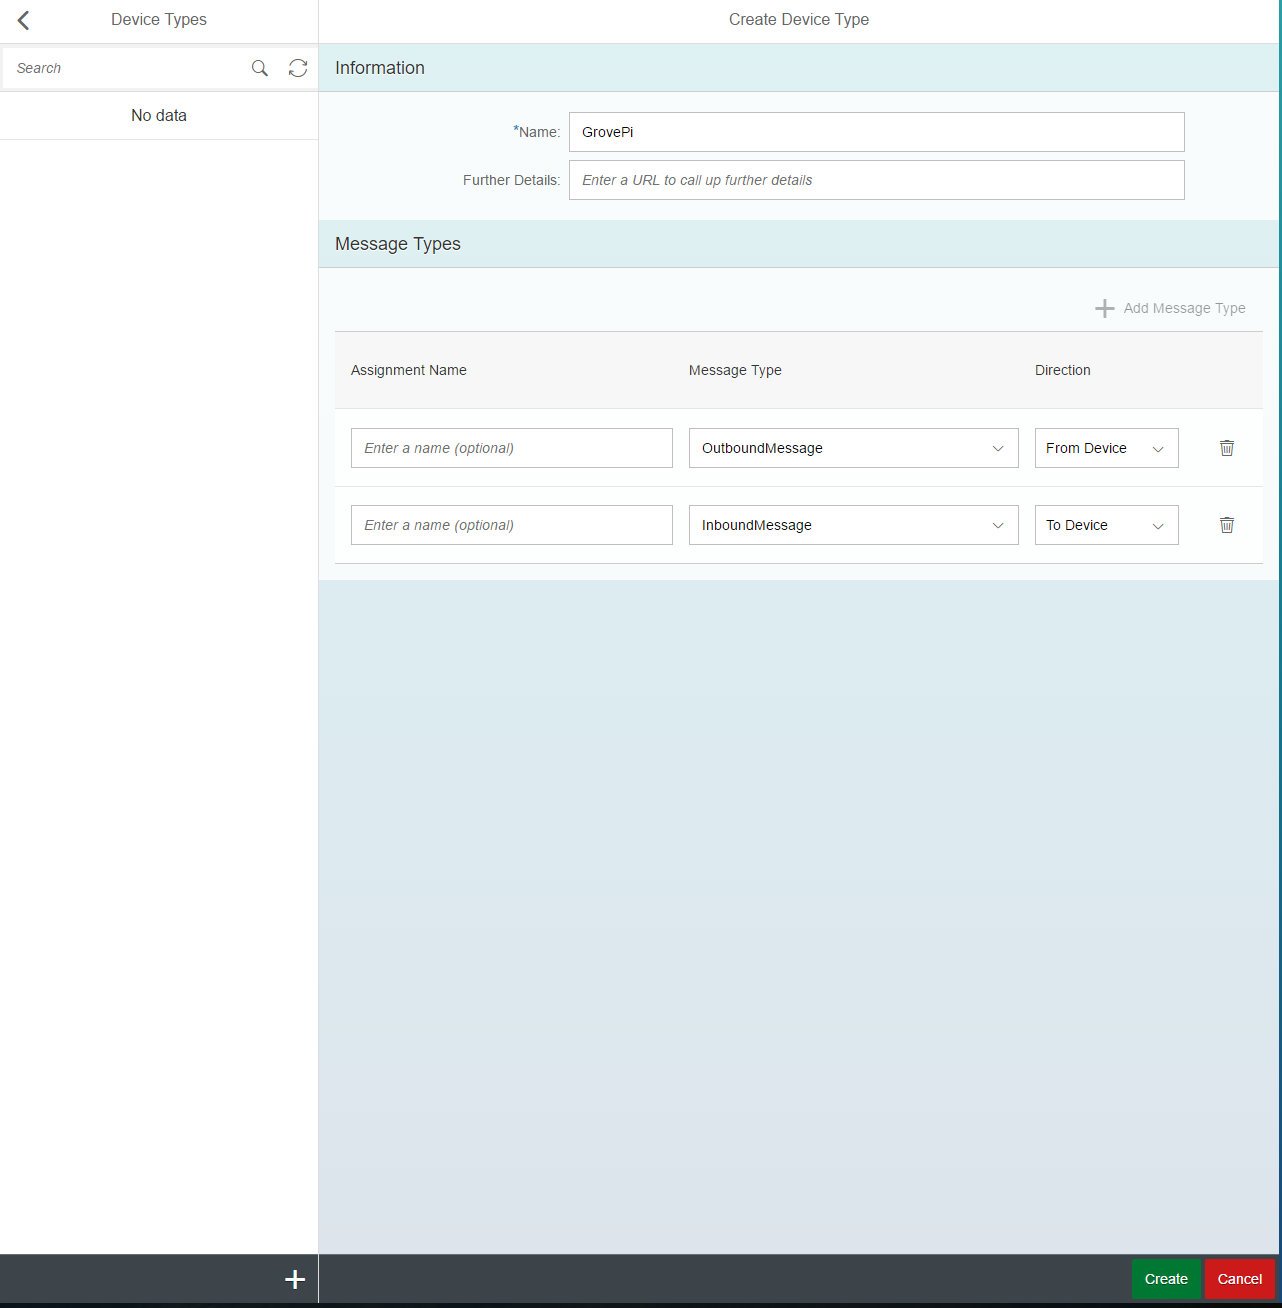 Device Types
Create Device Type
Search
No data
Information
*Name: GrovePi
Further Details: Enter a URL to call up further details
Message Types
Add Message Type
Assignment Name Message Type Direction
Enter a name (optional) OutboundMessage From Device
Enter a name (optional) InboundMessage To Device
Create Cancel